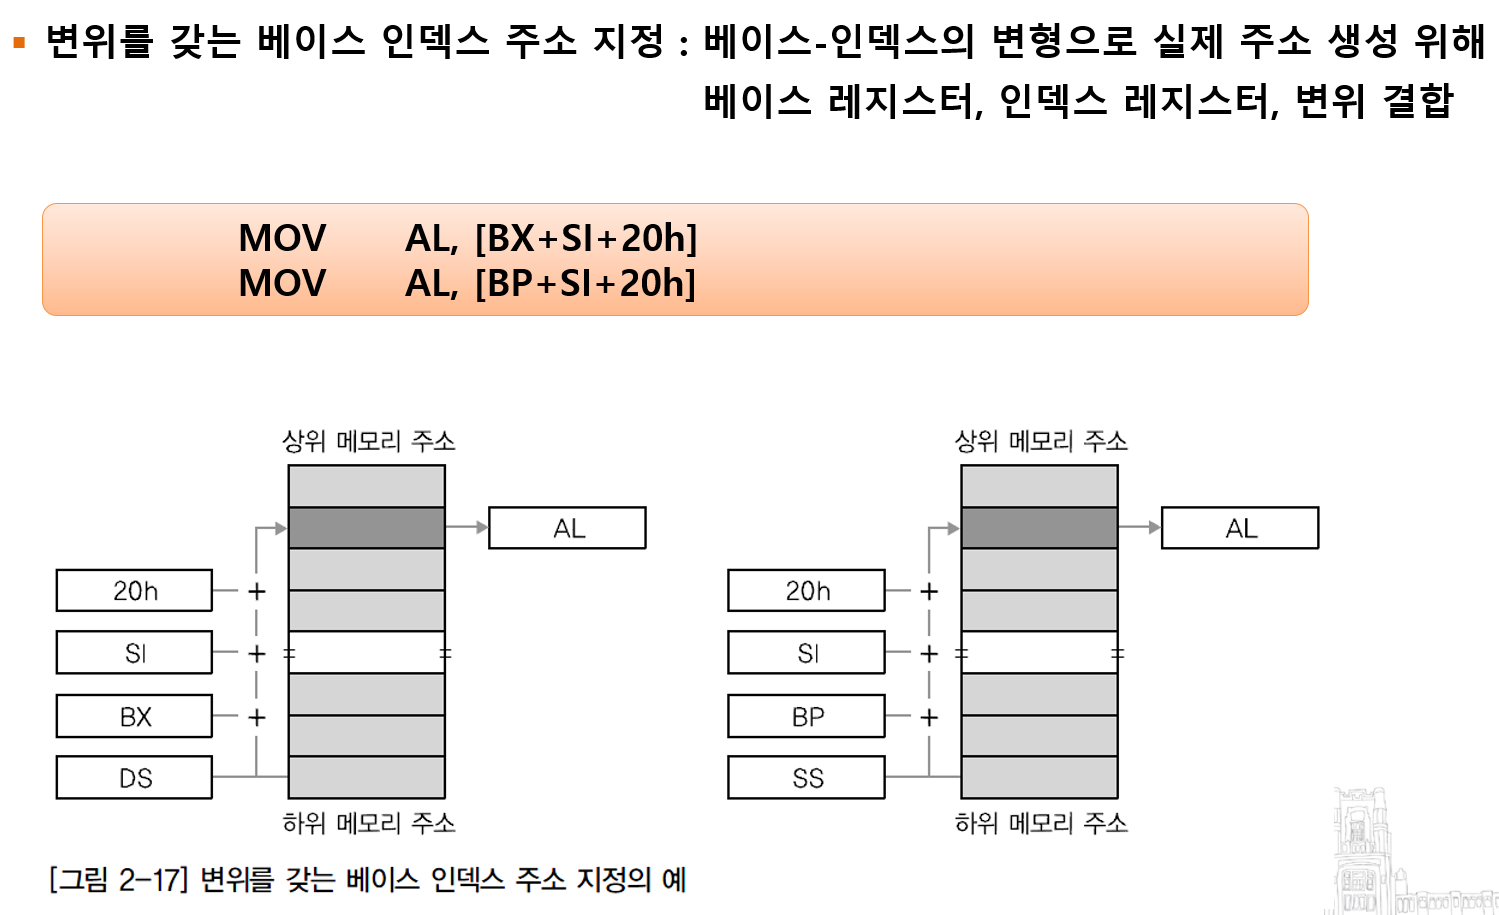 변위를 갖는 베이스 인덱스 주소 지정 : 베이스-인덱스의 변형으로 실제 주소 생성 위해
베이스 레지스터, 인덱스 레지스터, 변위 결합
MOV AL, [BX+SI+20h]
MOV AL, [BP+SI+20h]
상위 메모리 주소
AL
20h
+
SI
+
BX
+
DS
하위 메모리 주소
상위 메모리 주소
AL
20h
+
SI
+
BP
+
SS
하위 메모리 주소
[그림 2-17] 변위를 갖는 베이스 인덱스 주소 지정의 예